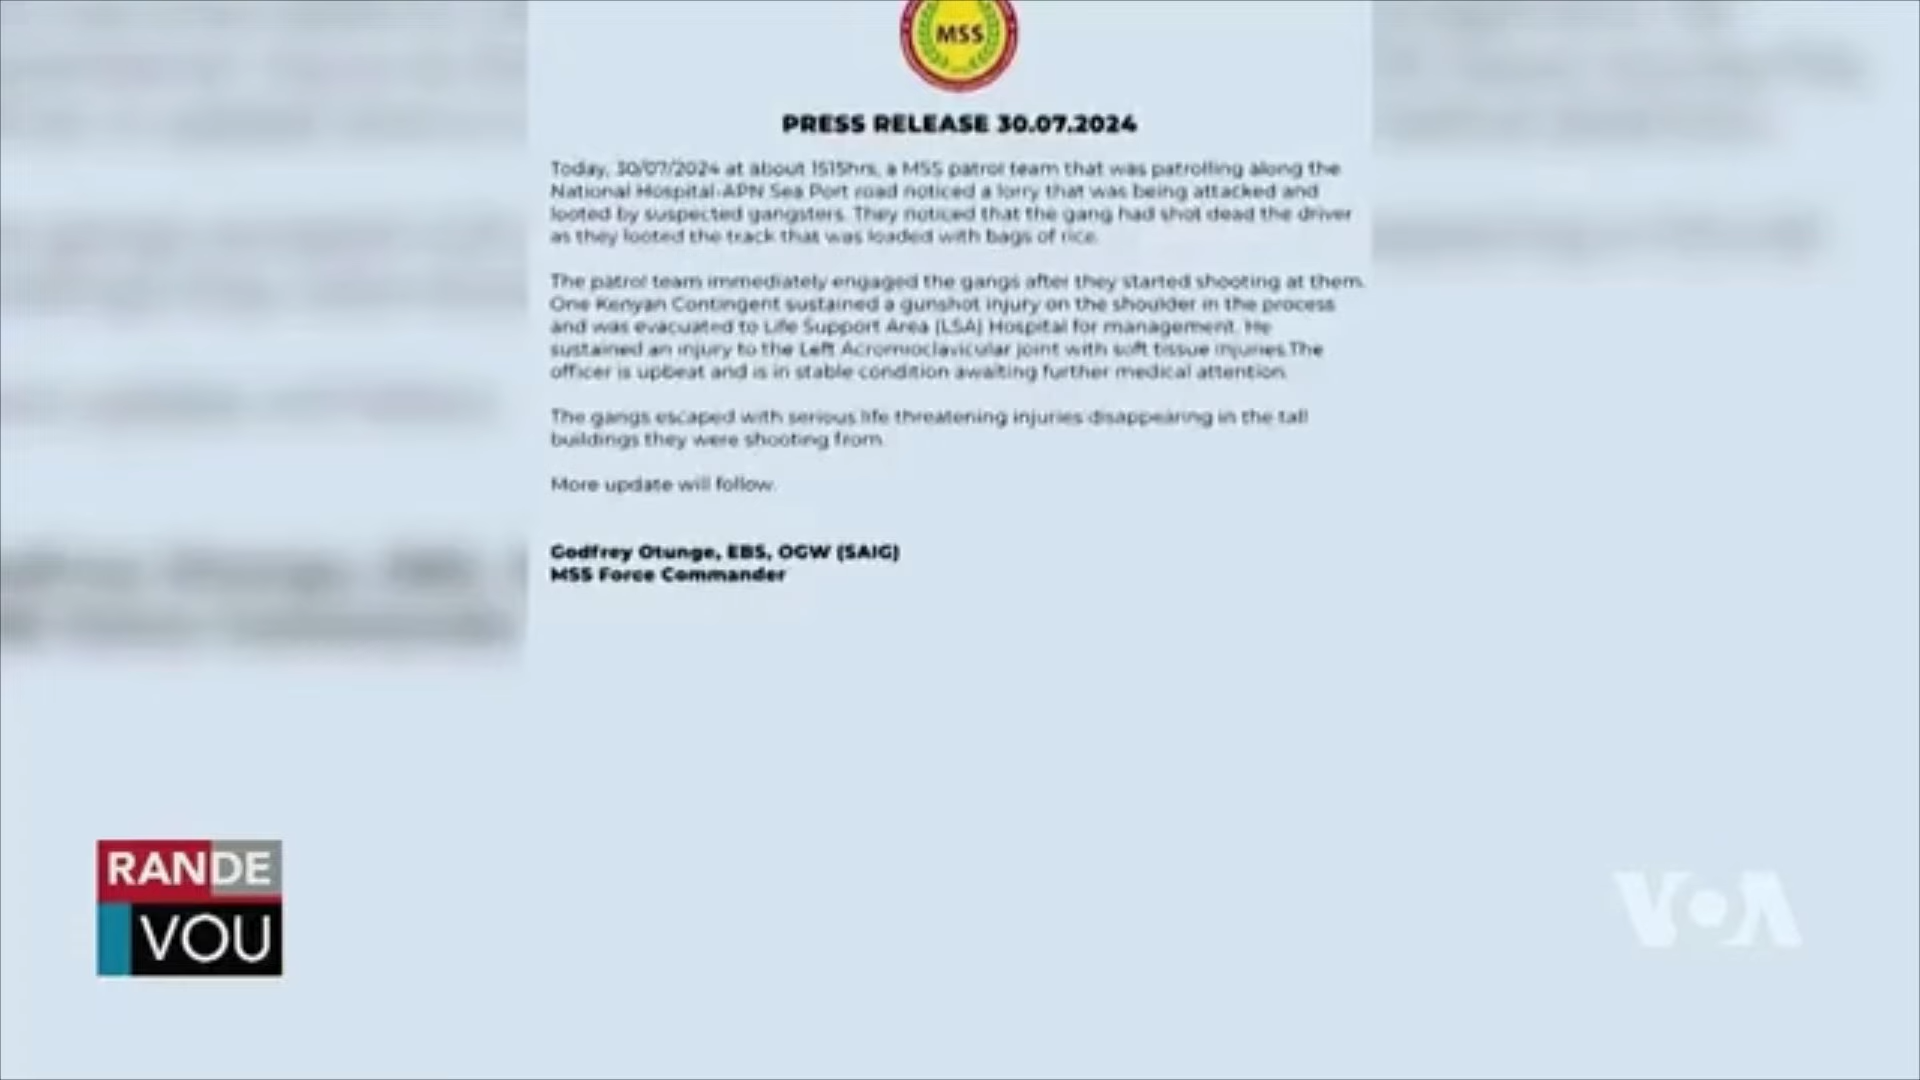 MSS
PRESS RELEASE 30.07.2024
Today, 30/07/2024 at about 1515hrs, a MSS patrol team that was patrolling along the
National Hospital-APN Sea Port road noticed a lorry that was being attacked and
looted by suspected gangsters. They noticed that the gang had shot dead the driver
as they looted the track that was loaded with bags of rice.
The patrol team immediately engaged the gangs after they started shooting at them.
One Kenyan Contingent sustained a gunshot injury on the shoulder in the process
and was evacuated to Life Support Area (LSA) Hospital for management. He
sustained an injury to the Left Acromioclavicular joint with soft tissue injuries.The
officer is upbeat and is in stable condition awaiting further medical attention.
The gangs escaped with serious life threatening injuries disappearing in the tall
buildings they were shooting from.
More update will follow.
Godfrey Otunge, EBS, OGW (SAIG)
MSS Force Commander
RANDE
VOU
VOA